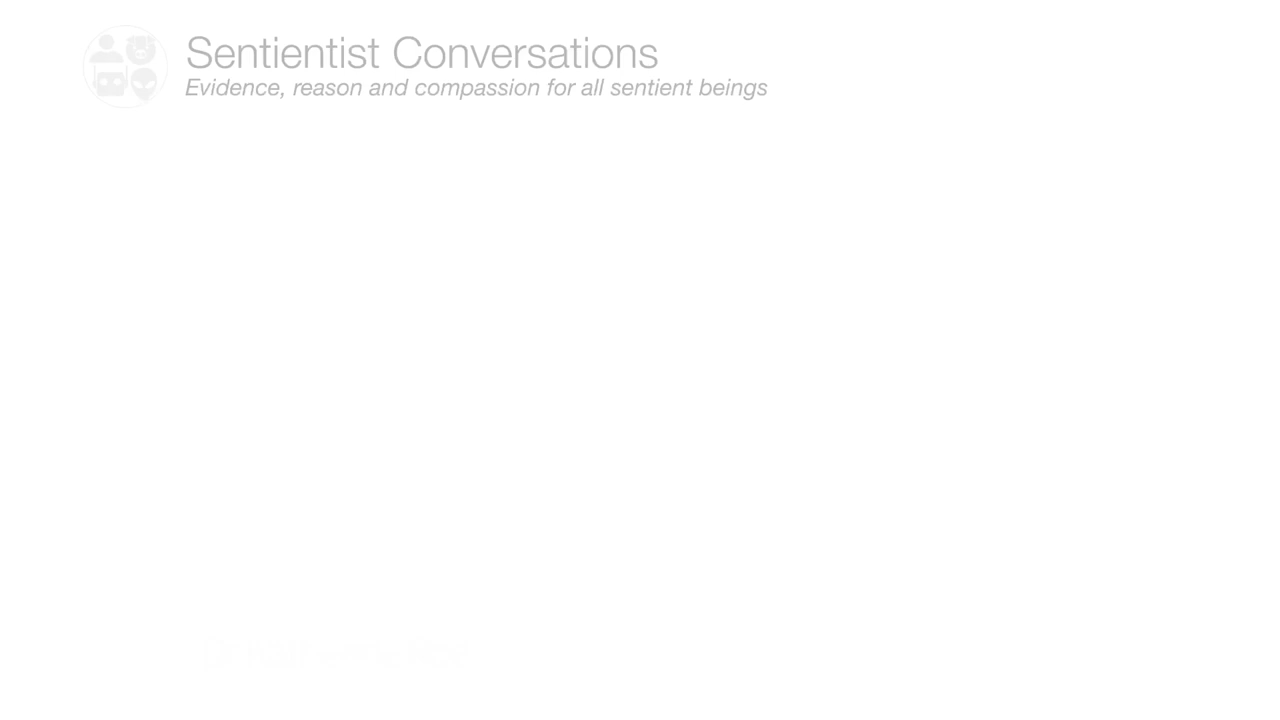 Sentientist Conversations
Evidence, reason and compassion for all sentient beings